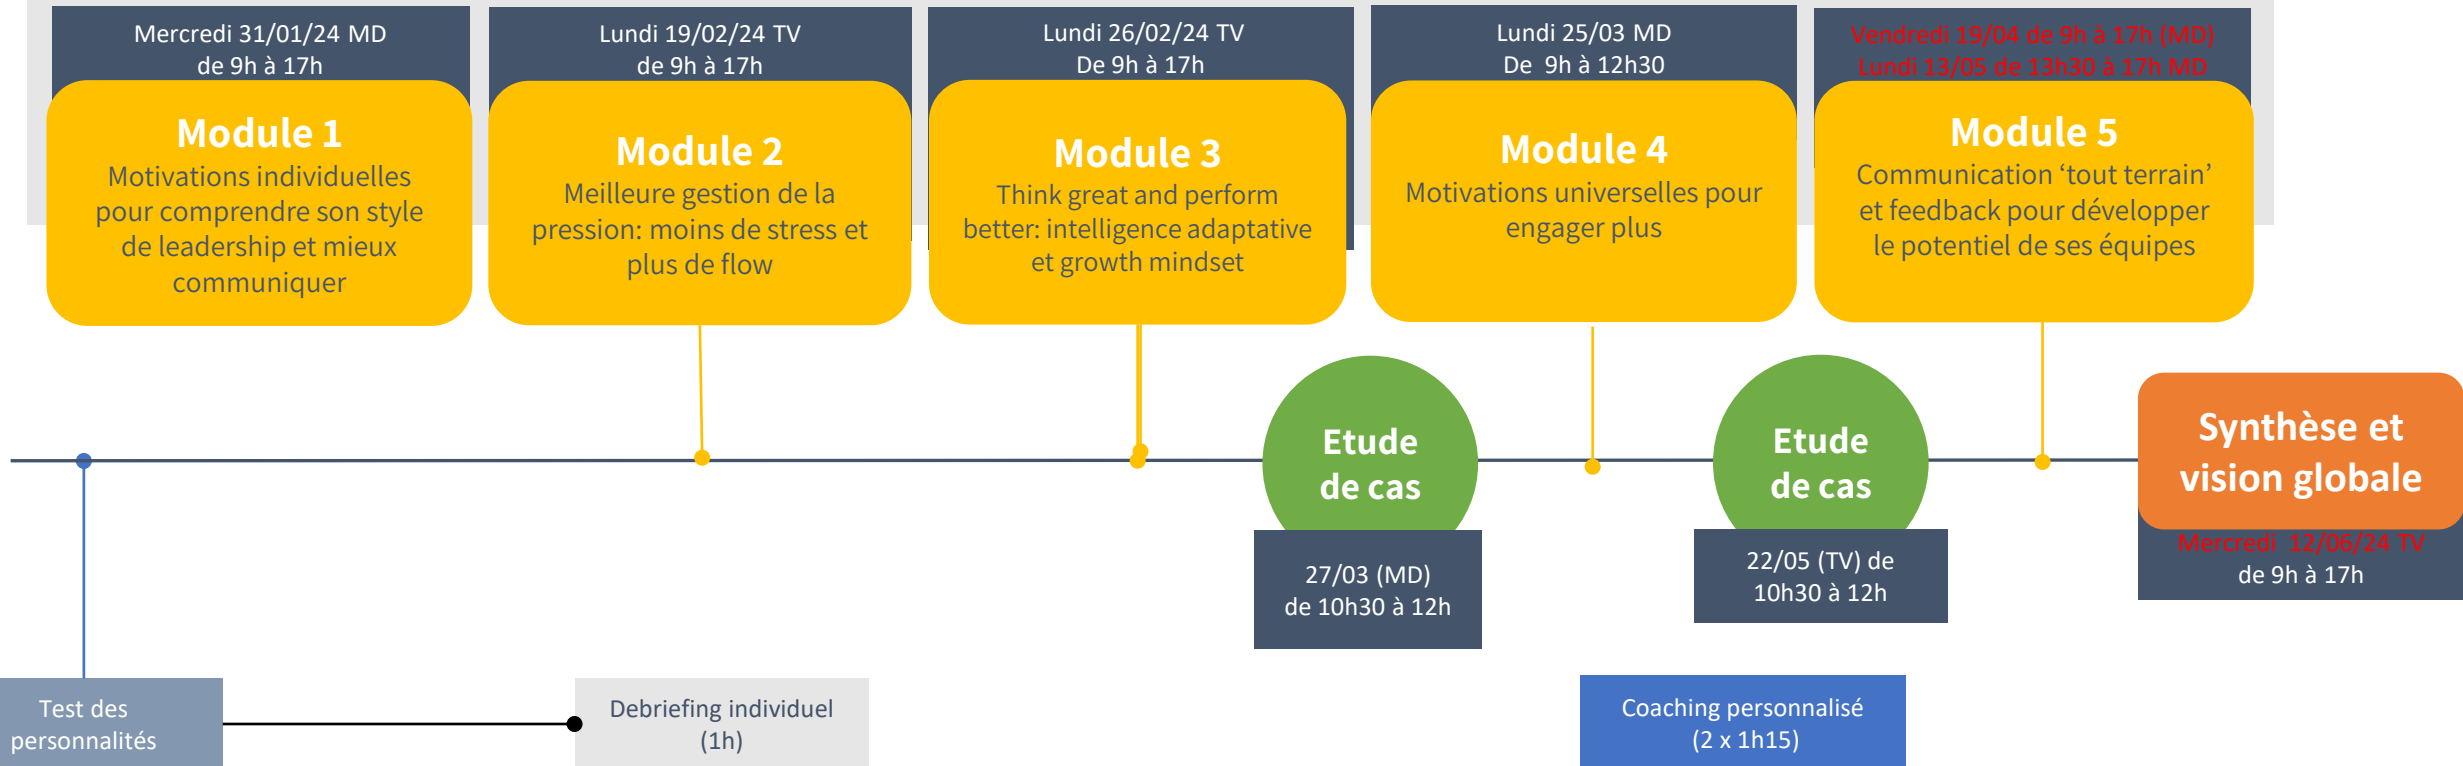 Mercredi 31/01/24 MD
de 9h à 17h
Module 1
Motivations individuelles
pour comprendre son style
de leadership et mieux
communiquer
Lundi 19/02/24 TV
de 9h à 17h
Module 2
Meilleure gestion de la
pression: moins de stress et
plus de flow
Lundi 26/02/24 TV
De 9h à 17h
Module 3
Think great and perform
better: intelligence adaptative
et growth mindset
Lundi 25/03 MD
De 9h à 12h30
Module 4
Motivations universelles pour
engager plus
Vendredi 19/04 de 9h à 17h (MD)
Lundi 13/05 de 13h30 à 17h MD
Module 5
Communication ‘tout terrain’
et feedback pour développer
le potentiel de ses équipes
Etude
de cas
27/03 (MD)
de 10h30 à 12h
Etude
de cas
22/05 (TV) de
10h30 à 12h
Synthèse et
vision globale
Mercredi 12/06/24 TV
de 9h à 17h
Test des
personnalités
Debriefing individuel
(1h)
Coaching personnalisé
(2 x 1h15)